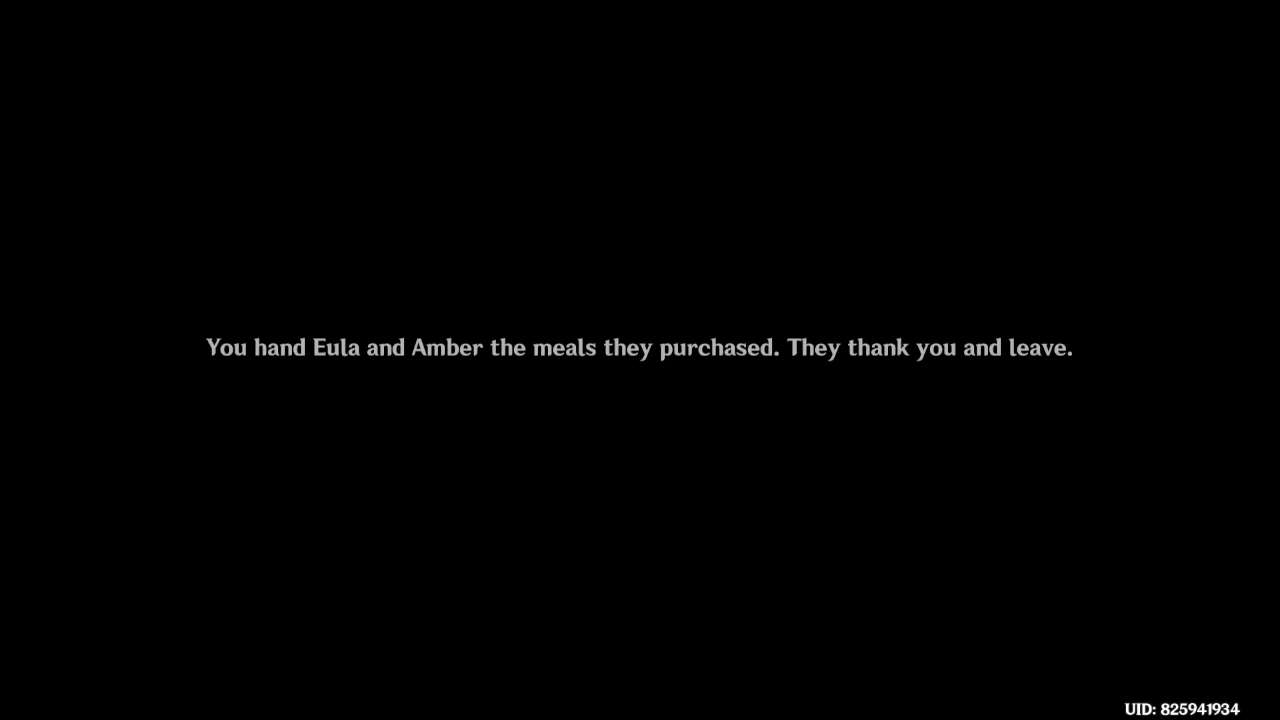 You hand Eula and Amber the meals they purchased. They thank you and leave.
UID: 825941934